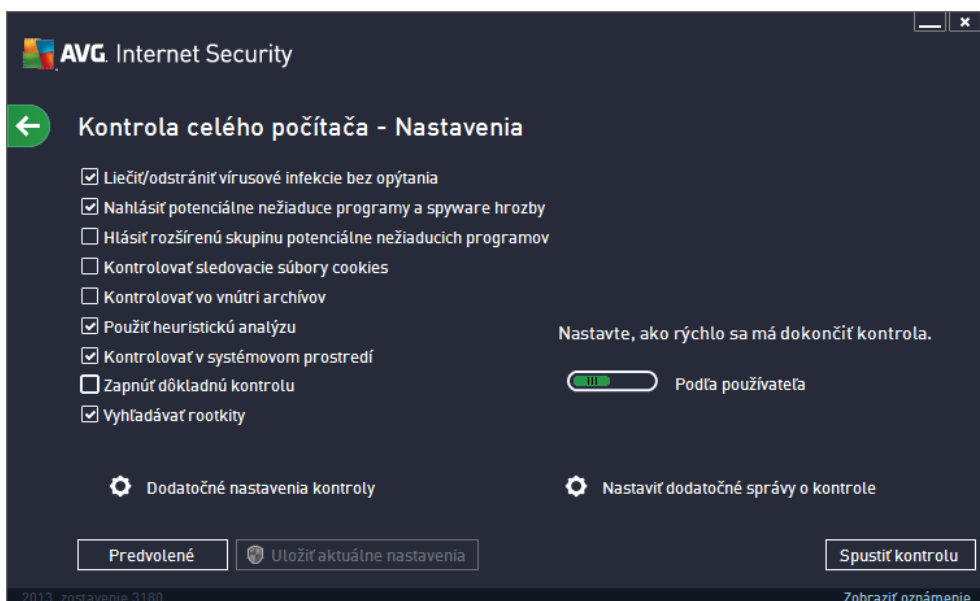 AVG. Internet Security
Kontrola celého počítača - Nastavenia
Liečiť/odstrániť vírusové infekcie bez opýtania
Nahlásiť potenciálne nežiaduce programy a spyware hrozby
Hlásiť rozšírenú skupinu potenciálne nežiaducich programov
Kontrolovať sledovacie súbory cookies
Kontrolovať vo vnútri archívov
Použiť heuristickú analýzu
Kontrolovať v systémovom prostredí
Zapnúť dôkladnú kontrolu
Vyhľadávať rootkity
Nastavte, ako rýchlo sa má dokončiť kontrola.
Podľa používateľa
Dodatočné nastavenia kontroly
Nastaviť dodatočné správy o kontrole
Predvolené
Uložiť aktuálne nastavenia
Spustiť kontrolu
2013 zostavenie 3180
Zobraziť oznámenie